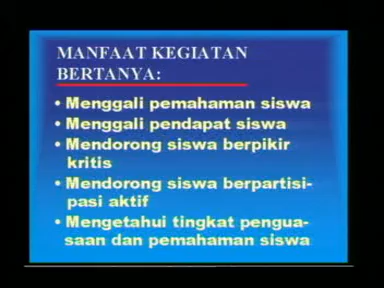 MANFAAT KEGIATAN
BERTANYA:
• Menggali pemahaman siswa
• Menggali pendapat siswa
• Mendorong siswa berpikir
kritis
• Mendorong siswa berpartisi-
pasi aktif
• Mengetahui tingkat pengua-
saan dan pemahaman siswa